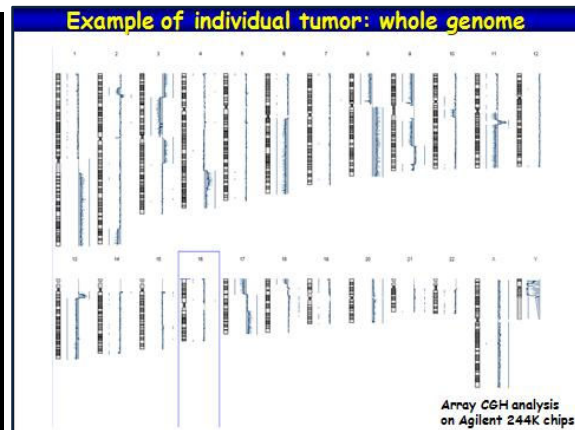 Example of individual tumor: whole genome
1 2 3 4 5 6 7 8 9 10 11 12
13 14 15 16 17 18 19 20 21 22 X Y
Array CGH analysis
on Agilent 244K chips